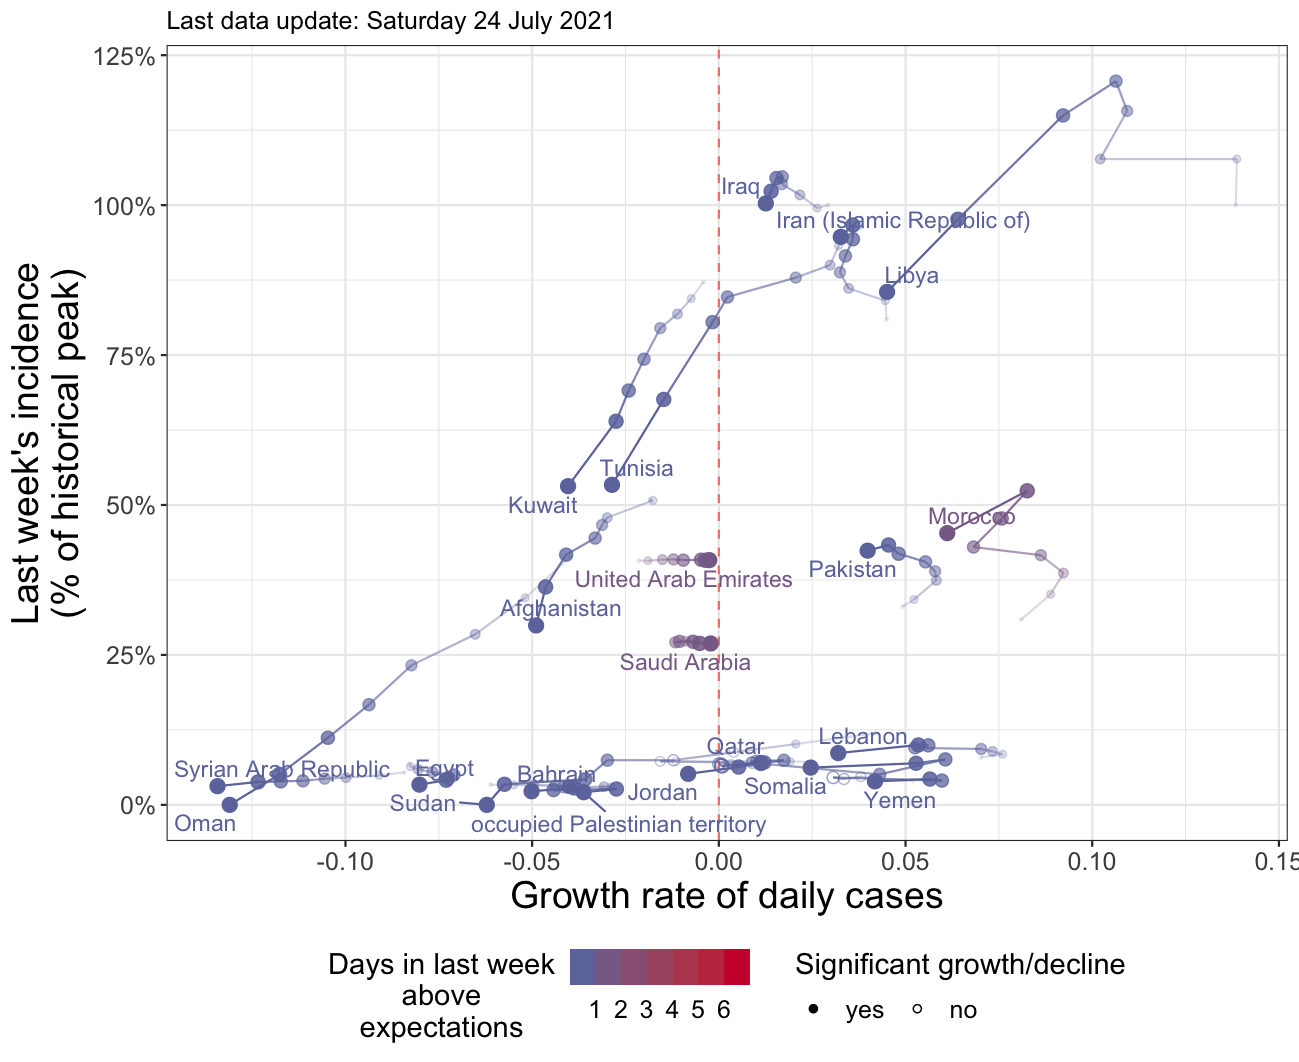 Last data update: Saturday 24 July 2021
Last week's incidence
(% of historical peak)
125%
100%
75%
50%
25%
0%
Iraq
Iran (Islamic Republic of)
Libya
Tunisia
Kuwait
Morocco
Pakistan
United Arab Emirates
Afghanistan
Saudi Arabia
Lebanon
Qatar
Syrian Arab Republic
Egypt
Bahrain
Somalia
Jordan
Yemen
Sudan
Oman
occupied Palestinian territory
-0.10
-0.05
0.00
0.05
0.10
0.15
Growth rate of daily cases
Days in last week
above
expectations
1 2 3 4 5 6
Significant growth/decline
yes
no